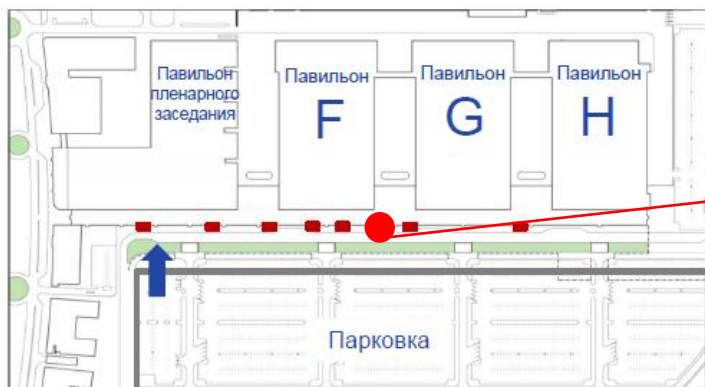 Павильон
пленарного
заседания
Павильон
F
Павильон
G
Павильон
H
Парковка